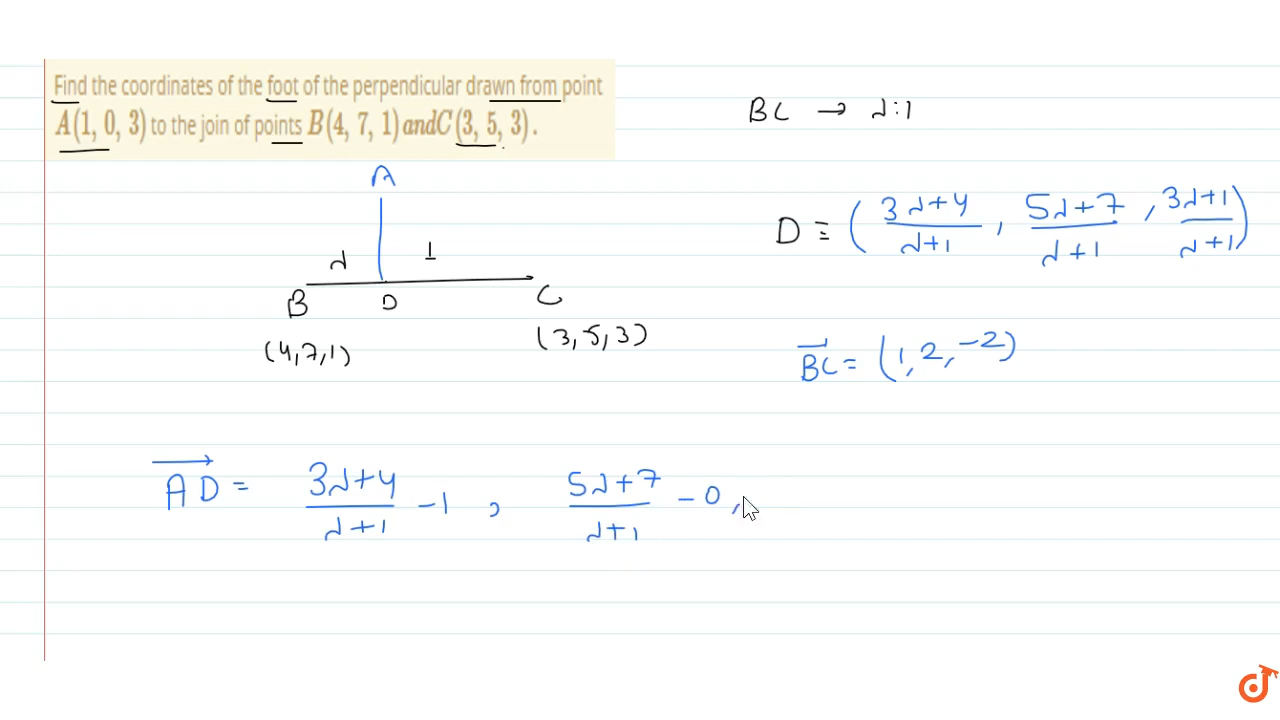 Find the coordinates of the foot of the perpendicular drawn from point
A(1, 0, 3) to the join of points B(4, 7, 1) andC(3, 5, 3).
BC → λ:1
A
D ≡ ( 3λ+4/λ+1 , 5λ+7/λ+1 , 3λ+1/λ+1 )
λ 1
B D C
(4,7,1) (3,5,3)
BC = (1, 2, -2)
AD = 3λ+4/λ+1 -1 , 5λ+7/λ+1 - 0 ,